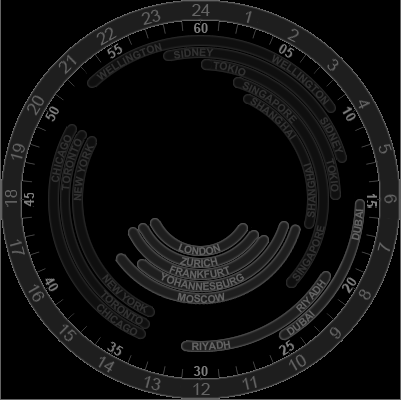 24
1
2
3
4
5
6
7
8
9
10
11
12
13
14
15
16
17
18
19
20
21
22
23
60
05
10
15
20
25
30
35
40
45
50
55
WELLINGTON WELLINGTON
SiDNEY SiDNEY
TOKIO TOKIO
SINGAPORE SINGAPORE
SHANGHAI SHANGHAI
CHICAGO CHICAGO
TORONTO TORONTO
NEW YORK NEW YORK
DUBAI DUBAI
RIYADH RIYADH
LONDON
ZURICH
FRANKFURT
YOHANNESBURG
MOSCOW